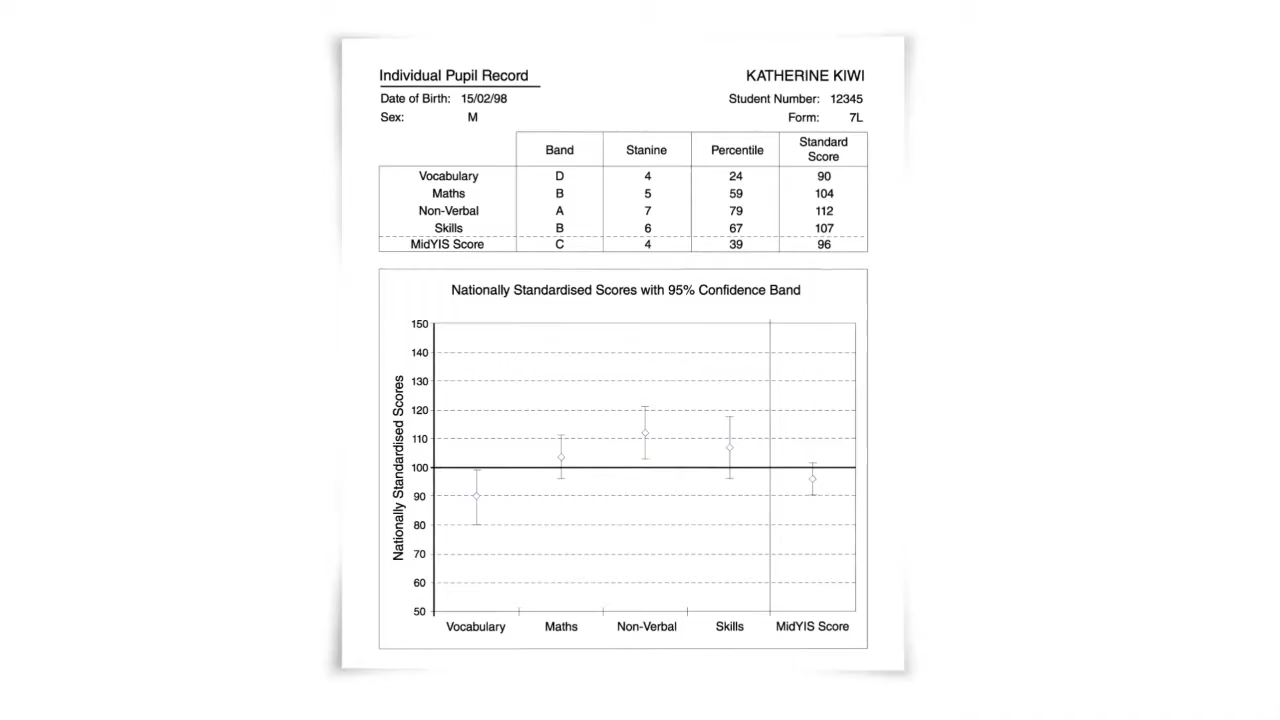 Individual Pupil Record KATHERINE KIWI
Date of Birth: 15/02/98 Student Number: 12345
Sex: M Form: 7L
Band Stanine Percentile Standard Score
Vocabulary D 4 24 90
Maths B 5 59 104
Non-Verbal A 7 79 112
Skills B 6 67 107
MidYIS Score C 4 39 96
Nationally Standardised Scores with 95% Confidence Band
Nationally Standardised Scores
150
140
130
120
110
100
90
80
70
60
50
Vocabulary Maths Non-Verbal Skills MidYIS Score